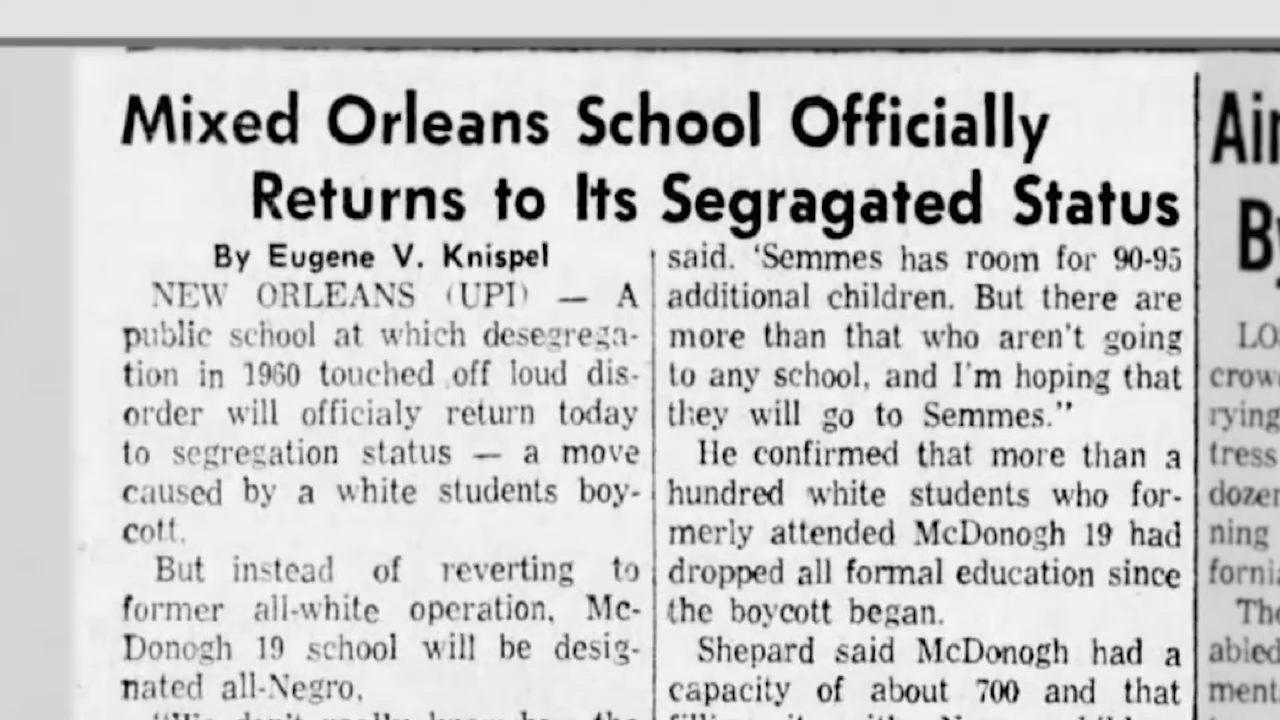 Mixed Orleans School Officially
Returns to Its Segragated Status
By Eugene V. Knispel
NEW ORLEANS (UPI) — A
public school at which desegrega-
tion in 1960 touched off loud dis-
order will officialy return today
to segregation status — a move
caused by a white students boy-
cott.
But instead of reverting to
former all-white operation, Mc-
Donogh 19 school will be desig-
nated all-Negro.
said. 'Semmes has room for 90-95
additional children. But there are
more than that who aren't going
to any school, and I'm hoping that
they will go to Semmes."
He confirmed that more than a
hundred white students who for-
merly attended McDonogh 19 had
dropped all formal education since
the boycott began.
Shepard said McDonogh had a
capacity of about 700 and that
Air
By
LO
crow
rying
tress
dozen
ning
forni
The
abled
ment